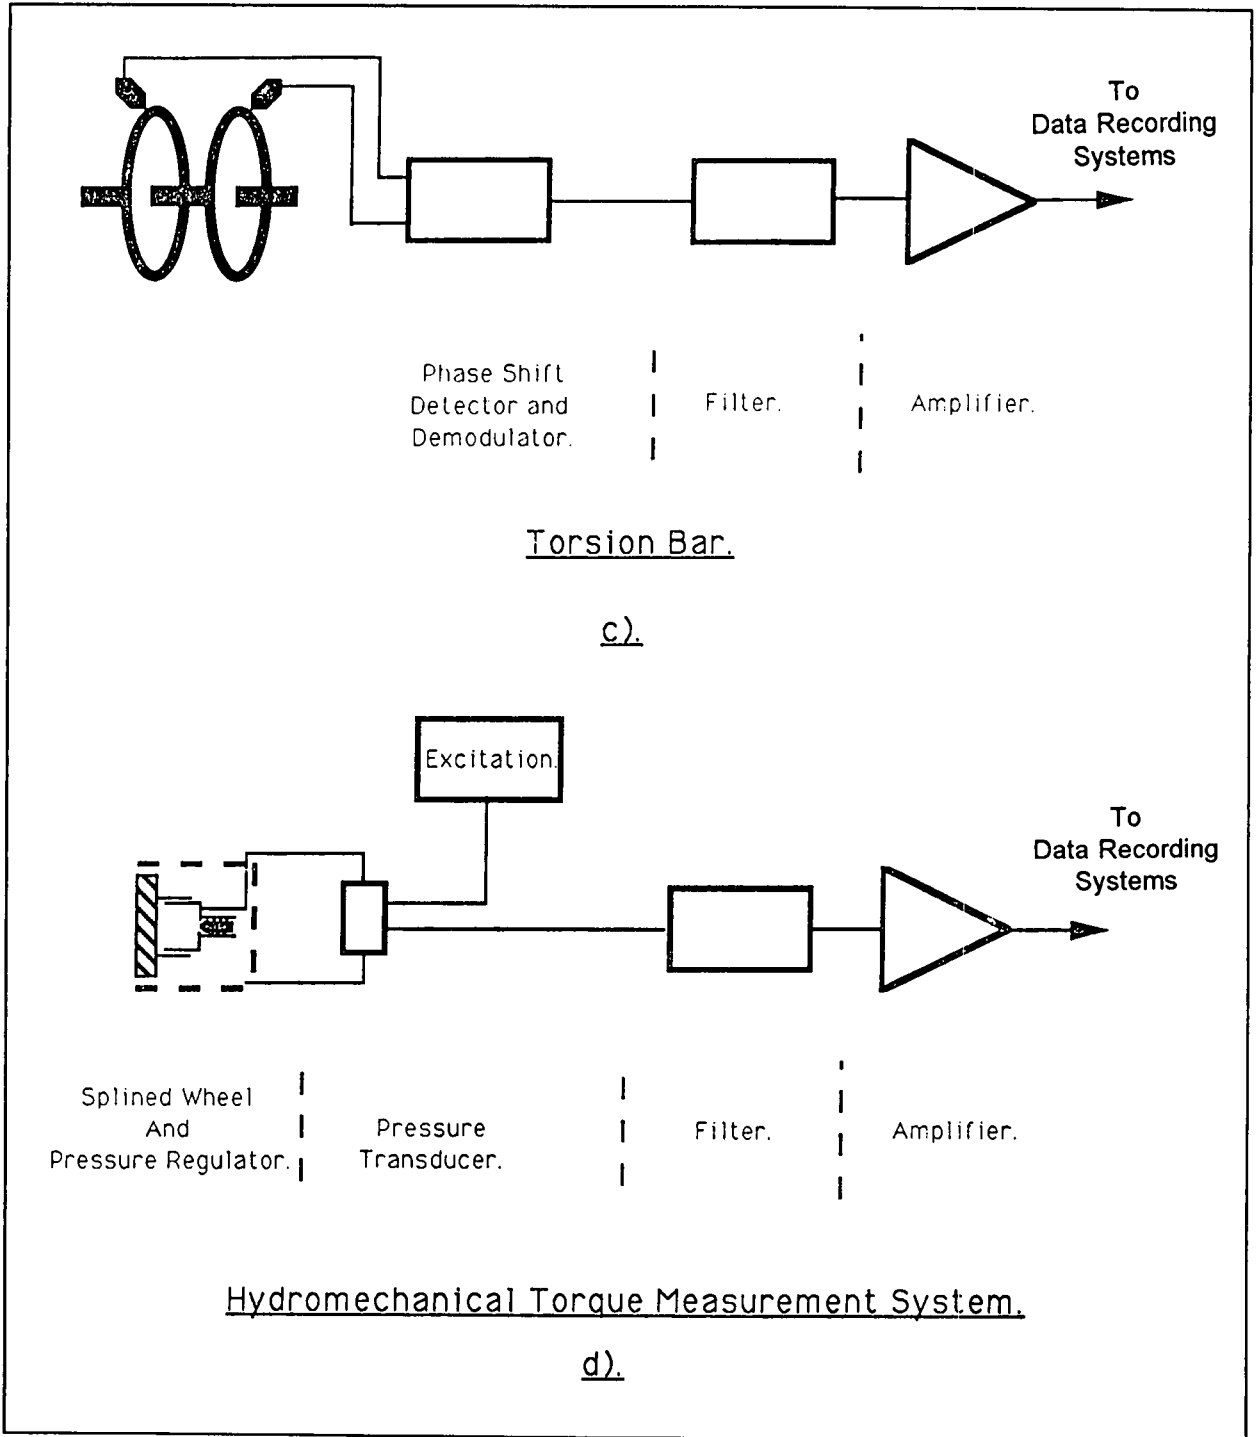 To
Data Recording
Systems
Phase Shift
Detector and
Demodulator.
Filter.
Amplifier.
Torsion Bar.
c).
Excitation.
To
Data Recording
Systems
Splined Wheel
And
Pressure Regulator.
Pressure
Transducer.
Filter.
Amplifier.
Hydromechanical Torque Measurement System.
d).